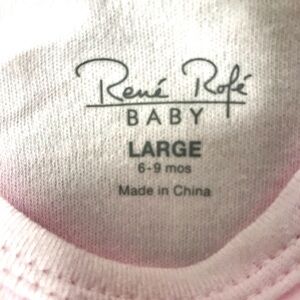 René Rofé
BABY
LARGE
6-9 mos
Made in China